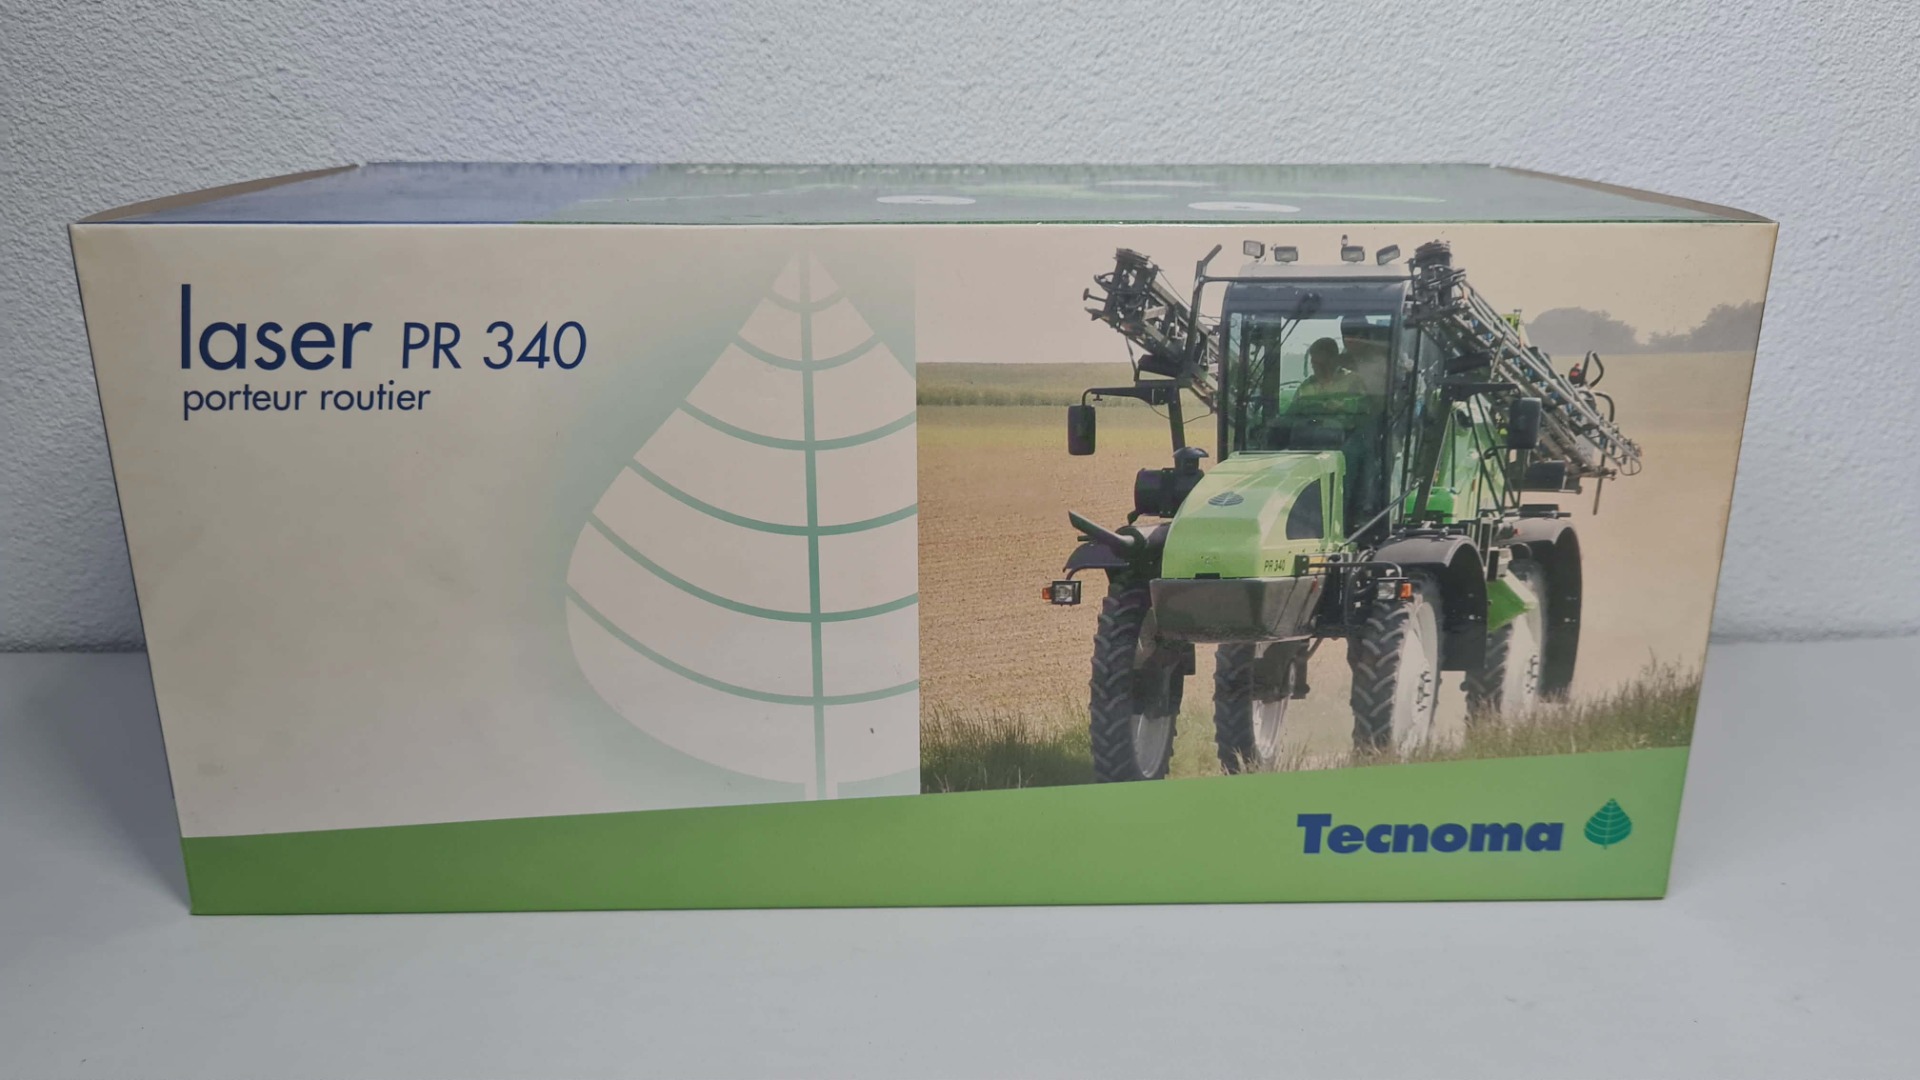 laser PR 340
porteur routier
PR 340
Tecnoma